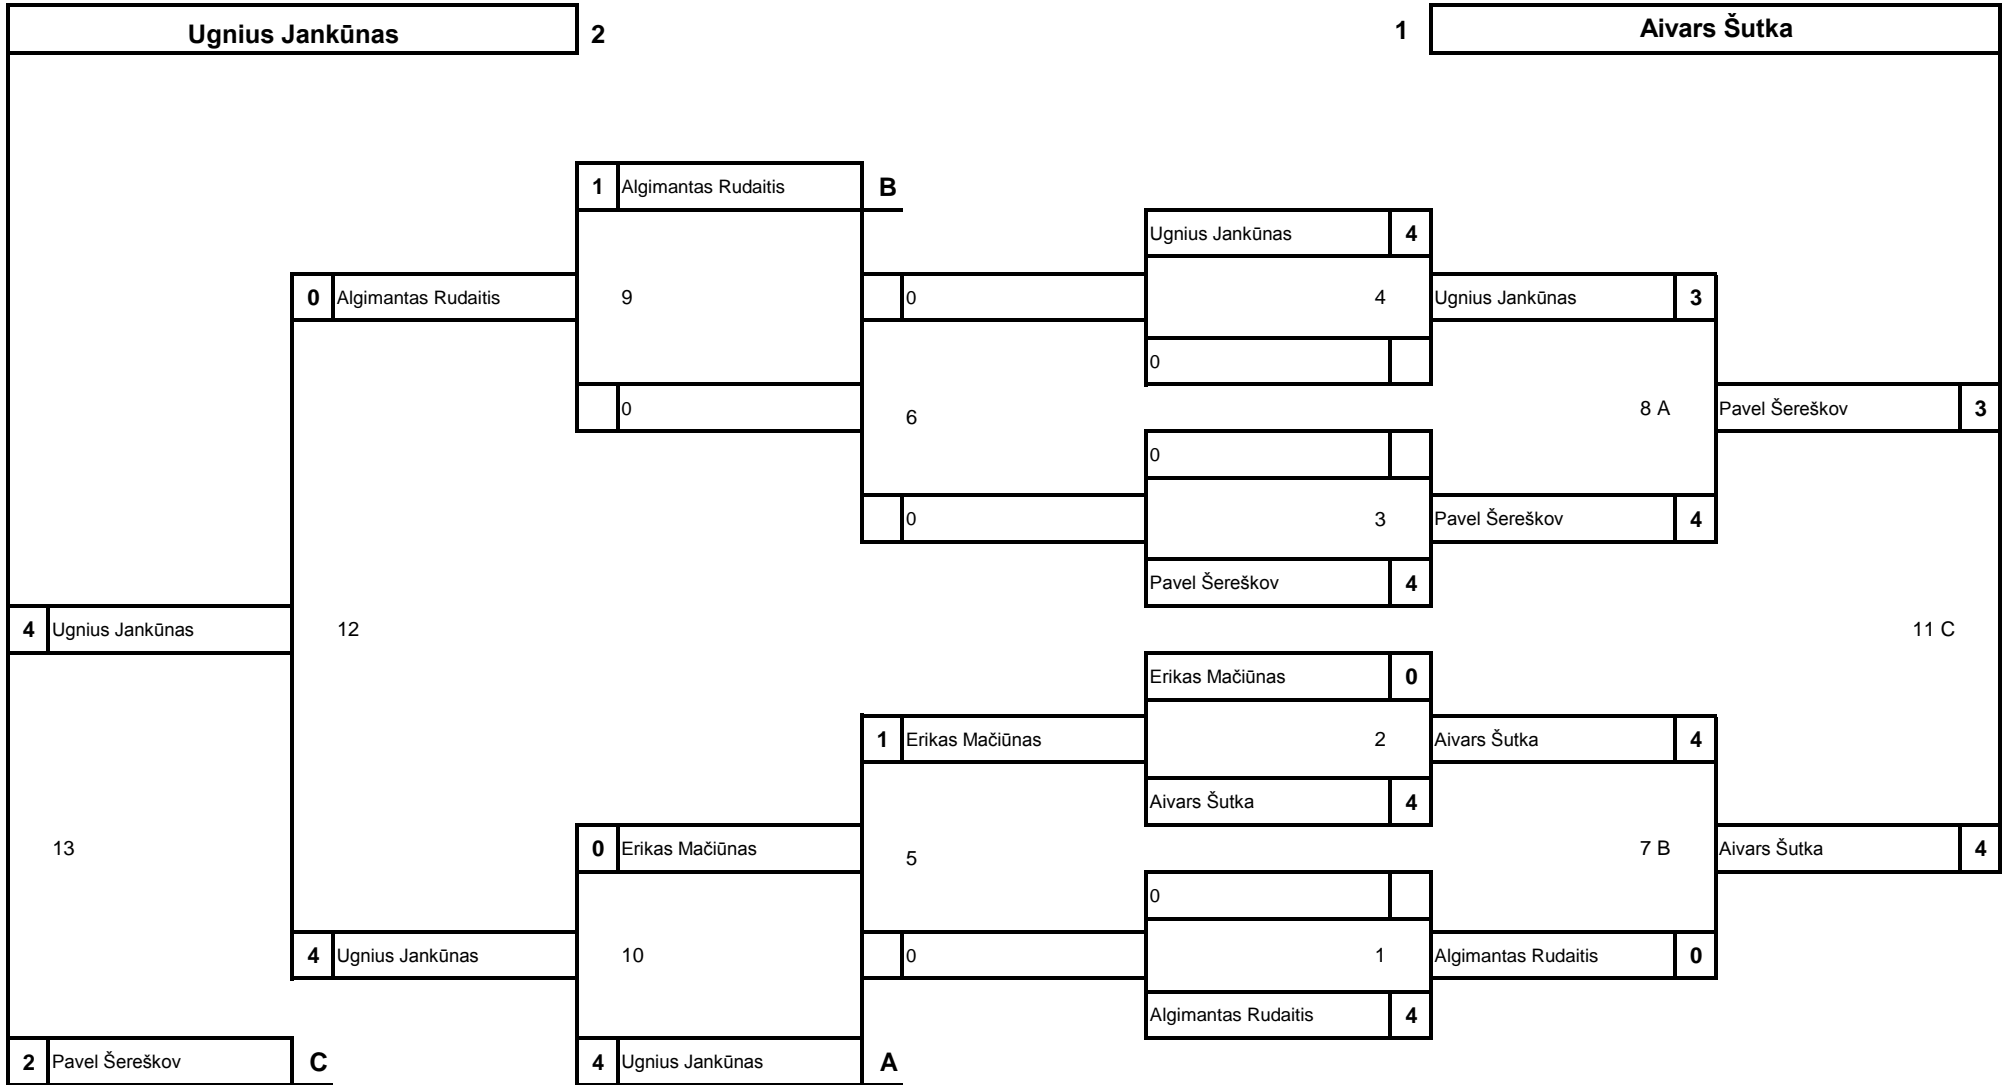 Ugnius Jankūnas 2 1 Aivars Šutka
1 Algimantas Rudaitis B
Ugnius Jankūnas 4
0 Algimantas Rudaitis 9 0 4 Ugnius Jankūnas 3
0
0 6 8 A Pavel Šereškov 3
0
0 3 Pavel Šereškov 4
Pavel Šereškov 4
4 Ugnius Jankūnas 12 11 C
Erikas Mačiūnas 0
1 Erikas Mačiūnas 2 Aivars Šutka 4
Aivars Šutka 4
13 0 Erikas Mačiūnas 5 7 B Aivars Šutka 4
0
4 Ugnius Jankūnas 10 0 1 Algimantas Rudaitis 0
Algimantas Rudaitis 4
2 Pavel Šereškov C 4 Ugnius Jankūnas A